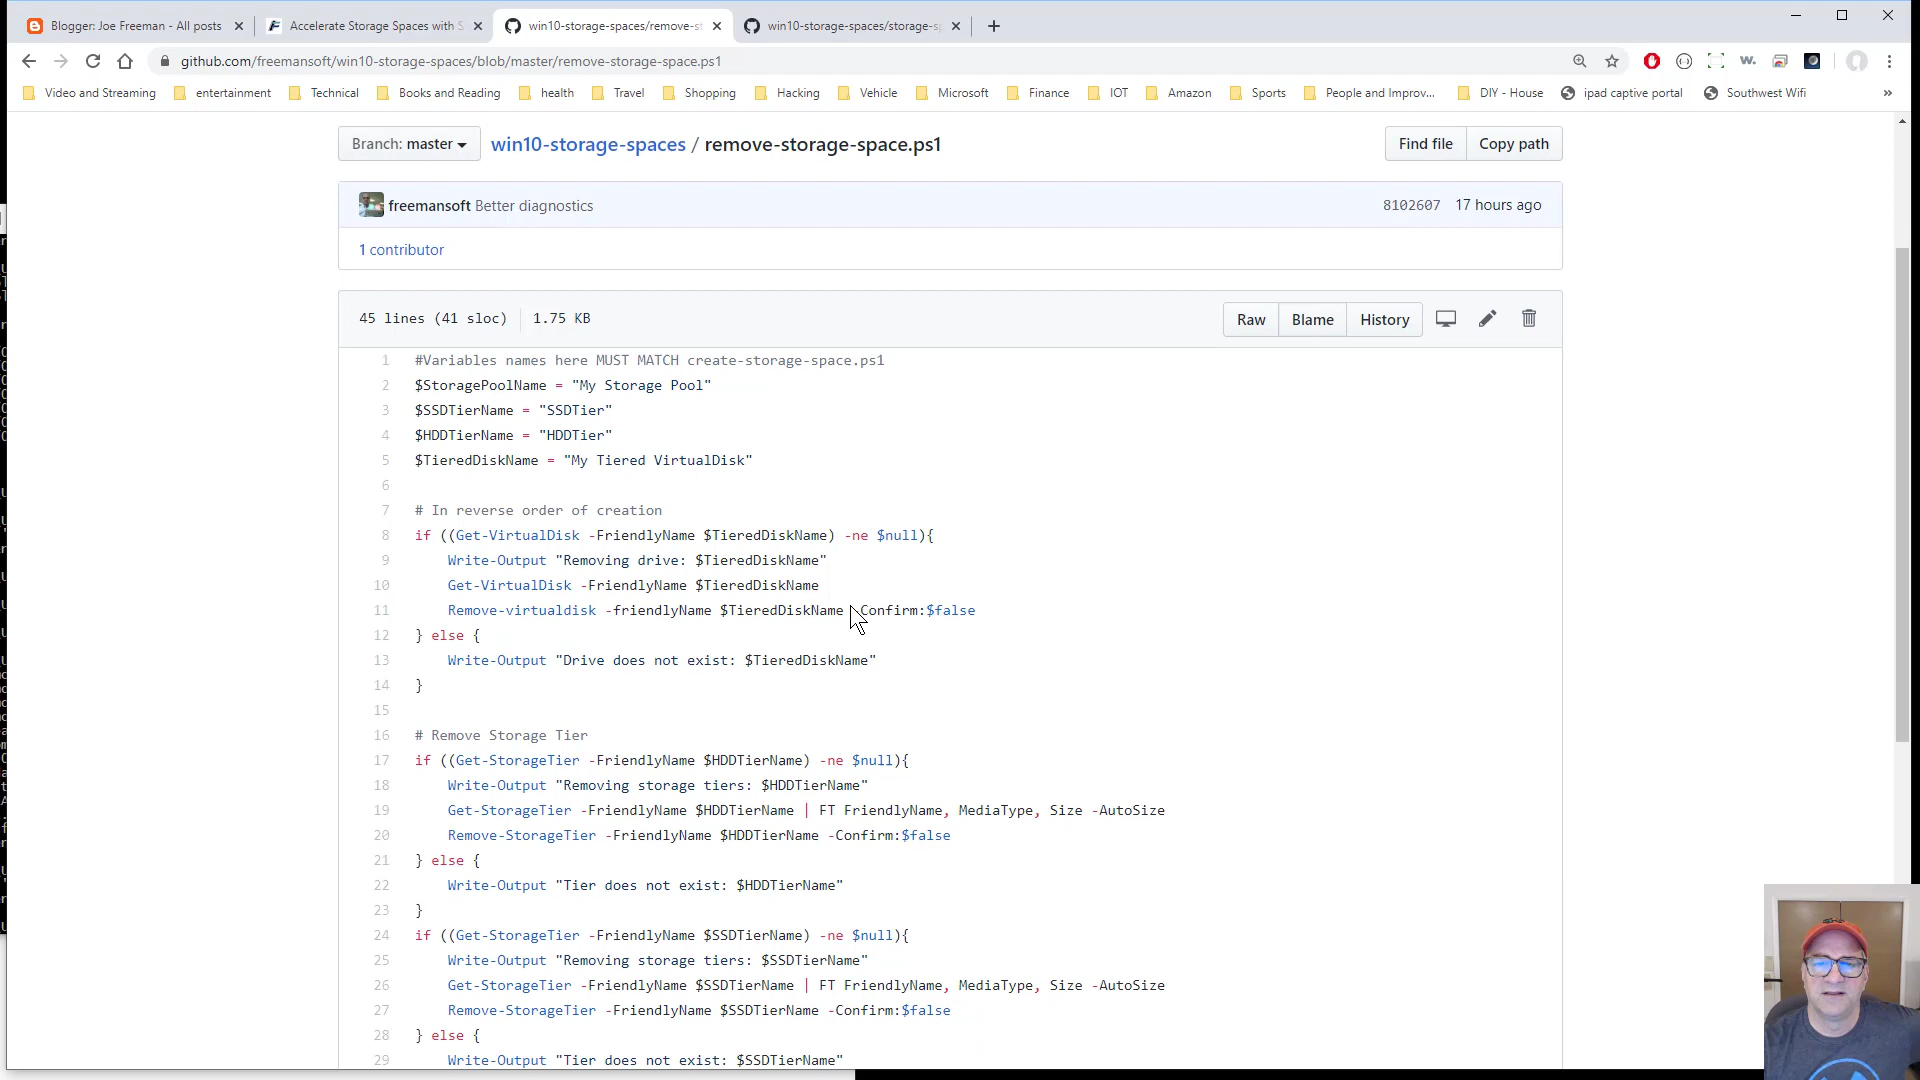 Blogger: Joe Freeman - All posts
Accelerate Storage Spaces with S
win10-storage-spaces/remove-st
win10-storage-spaces/storage-s
github.com/freemansoft/win10-storage-spaces/blob/master/remove-storage-space.ps1
Video and Streaming entertainment Technical Books and Reading health Travel Shopping Hacking Vehicle Microsoft Finance IOT Amazon Sports People and Improv... DIY - House ipad captive portal Southwest Wifi »
Branch: master
win10-storage-spaces / remove-storage-space.ps1
Find file Copy path
freemansoft Better diagnostics
8102607 17 hours ago
1 contributor
45 lines (41 sloc) 1.75 KB
Raw Blame History
1 #Variables names here MUST MATCH create-storage-space.ps1
2 $StoragePoolName = "My Storage Pool"
3 $SSDTierName = "SSDTier"
4 $HDDTierName = "HDDTier"
5 $TieredDiskName = "My Tiered VirtualDisk"
6
7 # In reverse order of creation
8 if ((Get-VirtualDisk -FriendlyName $TieredDiskName) -ne $null){
9 Write-Output "Removing drive: $TieredDiskName"
10 Get-VirtualDisk -FriendlyName $TieredDiskName
11 Remove-virtualdisk -friendlyName $TieredDiskName Confirm:$false
12 } else {
13 Write-Output "Drive does not exist: $TieredDiskName"
14 }
15
16 # Remove Storage Tier
17 if ((Get-StorageTier -FriendlyName $HDDTierName) -ne $null){
18 Write-Output "Removing storage tiers: $HDDTierName"
19 Get-StorageTier -FriendlyName $HDDTierName | FT FriendlyName, MediaType, Size -AutoSize
20 Remove-StorageTier -FriendlyName $HDDTierName -Confirm:$false
21 } else {
22 Write-Output "Tier does not exist: $HDDTierName"
23 }
24 if ((Get-StorageTier -FriendlyName $SSDTierName) -ne $null){
25 Write-Output "Removing storage tiers: $SSDTierName"
26 Get-StorageTier -FriendlyName $SSDTierName | FT FriendlyName, MediaType, Size -AutoSize
27 Remove-StorageTier -FriendlyName $SSDTierName -Confirm:$false
28 } else {
29 Write-Output "Tier does not exist: $SSDTierName"